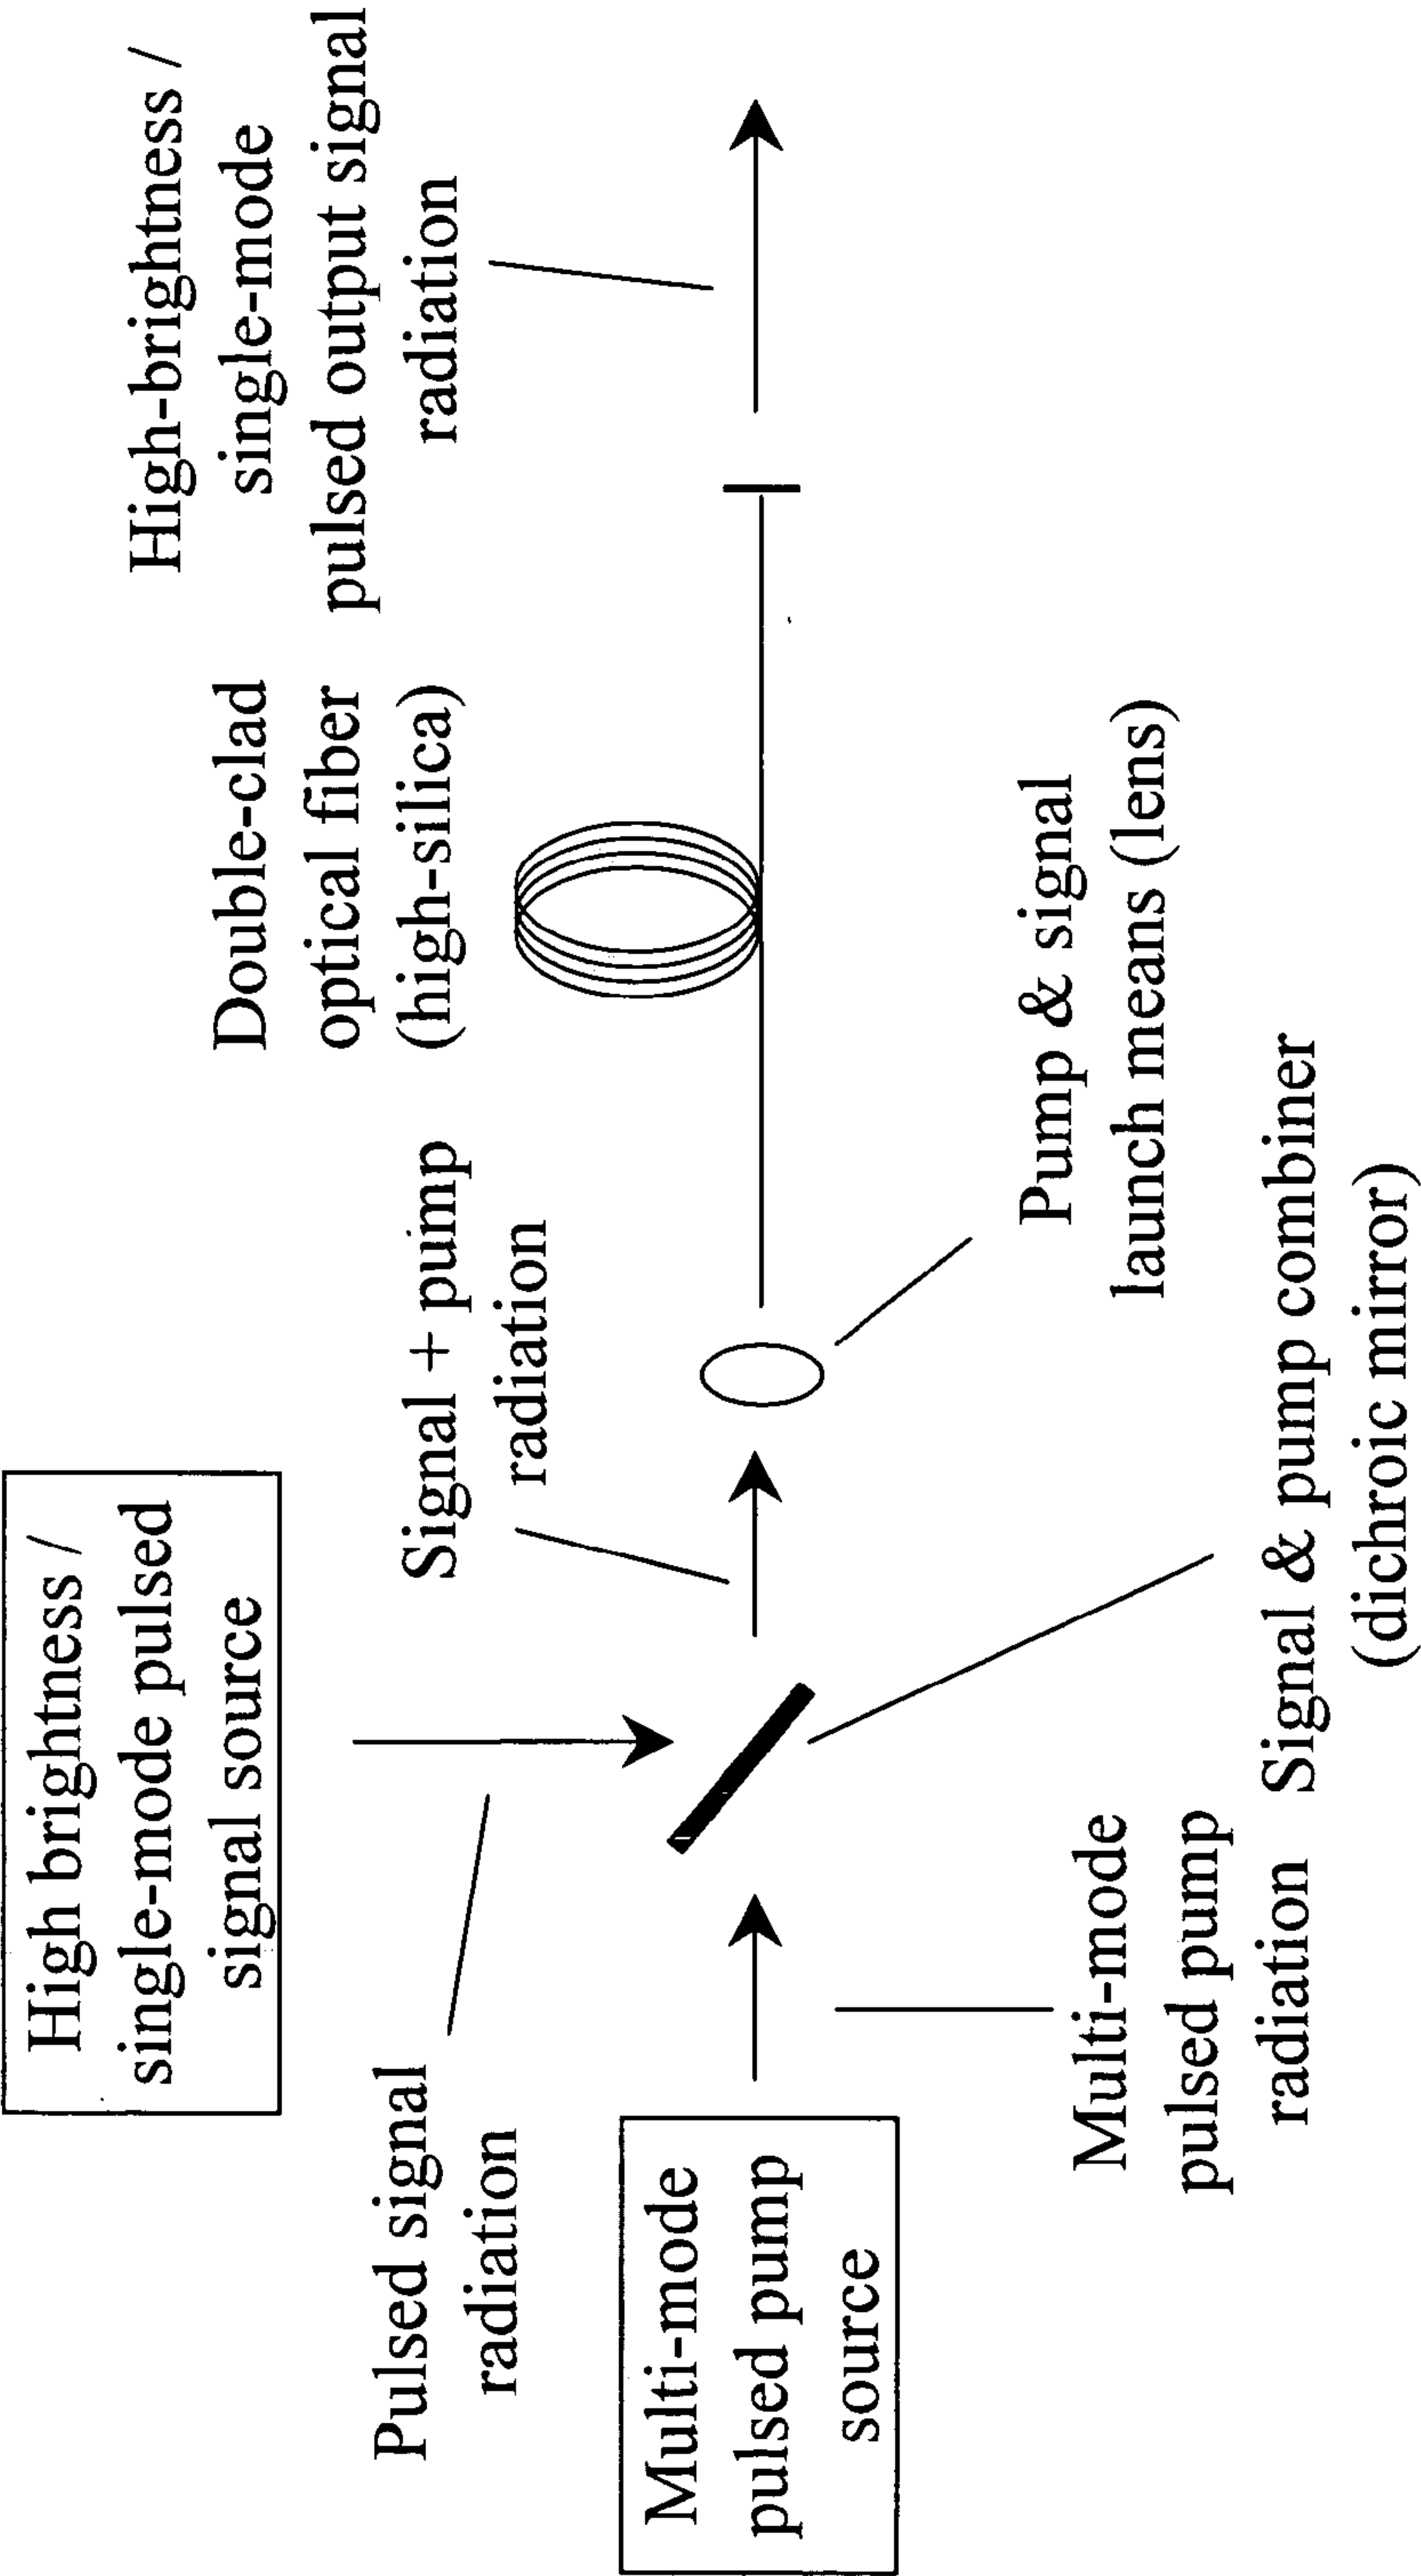 High brightness /
single-mode pulsed
signal source
Pulsed signal
radiation
Multi-mode
pulsed pump
source
Multi-mode
pulsed pump
radiation
Signal & pump combiner
(dichroic mirror)
Signal + pump
radiation
Pump & signal
launch means (lens)
Double-clad
optical fiber
(high-silica)
High-brightness /
single-mode
pulsed output signal
radiation